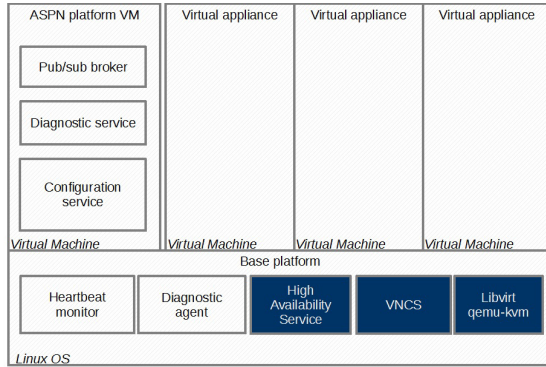 ASPN platform VM
Pub/sub broker
Diagnostic service
Configuration
service
Virtual Machine
Virtual appliance
Virtual Machine
Virtual appliance
Virtual Machine
Virtual appliance
Virtual Machine
Base platform
Heartbeat
monitor
Diagnostic
agent
High
Availability
Service
VNCS
Libvirt
qemu-kvm
Linux OS